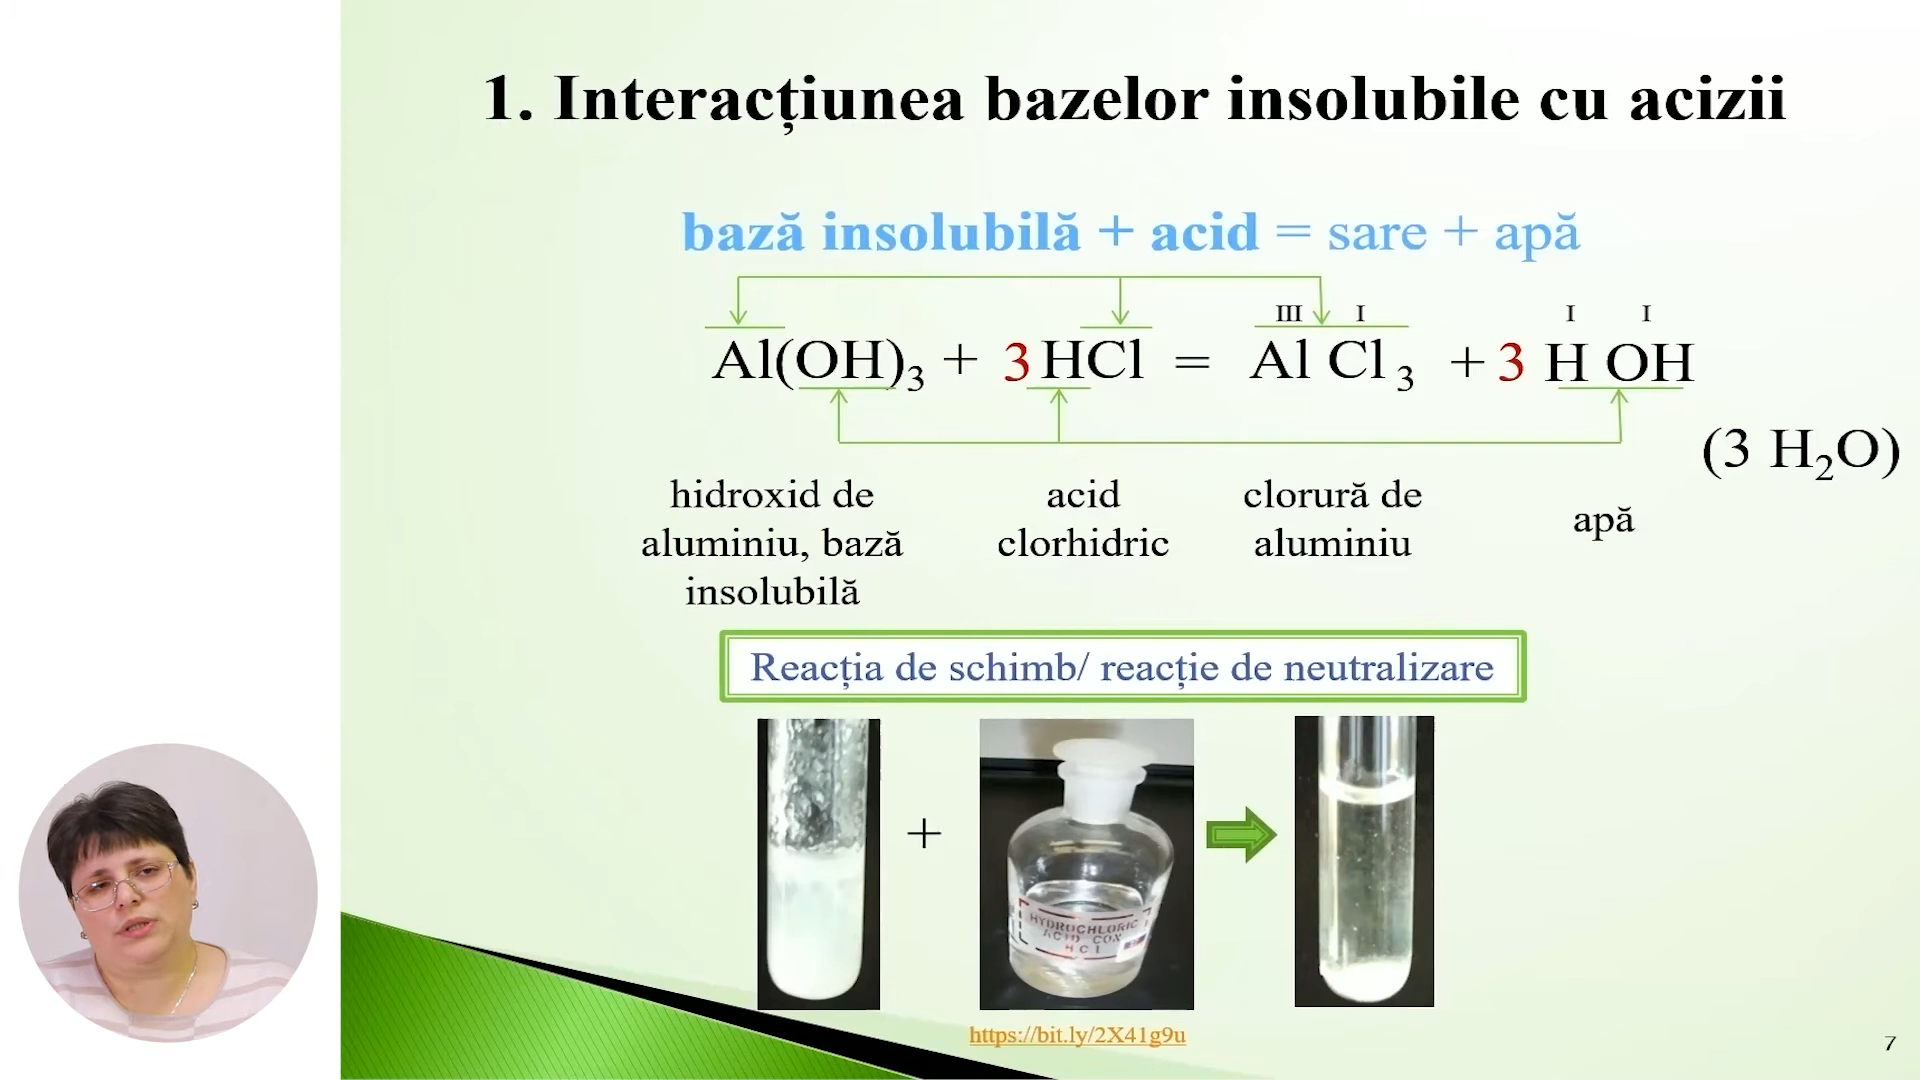 1. Interacțiunea bazelor insolubile cu acizii
bază insolubilă + acid = sare + apă
III I I I
Al(OH)₃ + 3 HCl = Al Cl₃ + 3 H OH
(3 H₂O)
hidroxid de aluminiu, bază insolubilă
acid clorhidric
clorură de aluminiu
apă
Reacția de schimb/ reacție de neutralizare
+
HYDROCHLORIC
ACID
HCl
https://bit.ly/2X41g9u
7